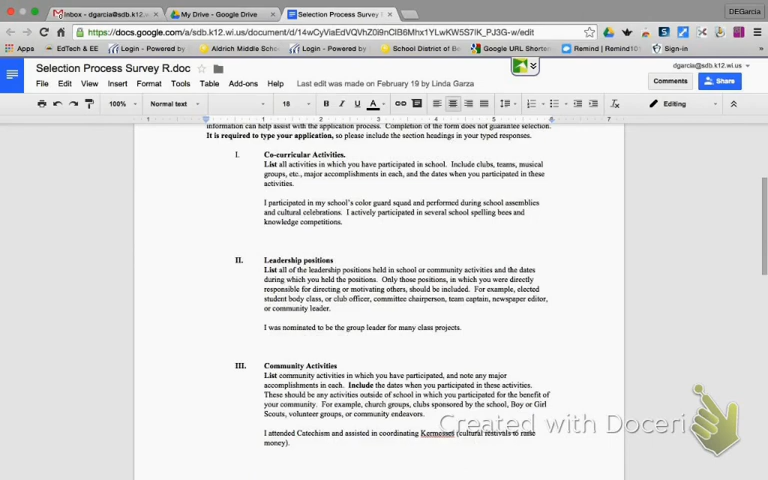 Inbox - dgarcia@sdb.k12.wi
My Drive - Google Drive
Selection Process Survey
DEGarcia
https://docs.google.com/a/sdb.k12.wi.us/document/d/14wCyViaEdVQVhZ0i9nClB6Mhx1YLwK6WS57lK_PJ3G-w/edit
Apps
EdTech & EE
Login - Powered by
Aldrich Middle School
Login - Powered by
School District of Be
Google URL Shorten
Remind | Remind101
Sign-in
Selection Process Survey R.doc
dgarcia@sdb.k12.wi.us
File Edit View Insert Format Tools Table Add-ons Help
Last edit was made on February 19 by Linda Garza
Comments
Share
100%
Normal text
18
B I U A
Editing
1 1 2 3 4 5 6 7
information can help assist with the application process. Completion of the form does not guarantee selection.
It is required to type your application, so please include the section headings in your typed responses.
I. Co-curricular Activities.
List all activities in which you have participated in school. Include clubs, teams, musical
groups, etc., major accomplishments in each, and the dates when you participated in these
activities.
I participated in my school's color guard squad and performed during school assemblies
and cultural celebrations. I actively participated in several school spelling bees and
knowledge competitions.
II. Leadership positions
List all of the leadership positions held in school or community activities and the dates
during which you held the positions. Only those positions, in which you were directly
responsible for directing or motivating others, should be included. For example, elected
student body class, or club officer, committee chairperson, team captain, newspaper editor,
or community leader.
I was nominated to be the group leader for many class projects.
III. Community Activities
List community activities in which you have participated, and note any major
accomplishments in each. Include the dates when you participated in these activities.
These should be any activities outside of school in which you participated for the benefit of
your community. For example, church groups, clubs sponsored by the school, Boy or Girl
Scouts, volunteer groups, or community endeavors.
I attended Catechism and assisted in coordinating Kermesses (cultural festivals to raise
money).
Created with Doceri